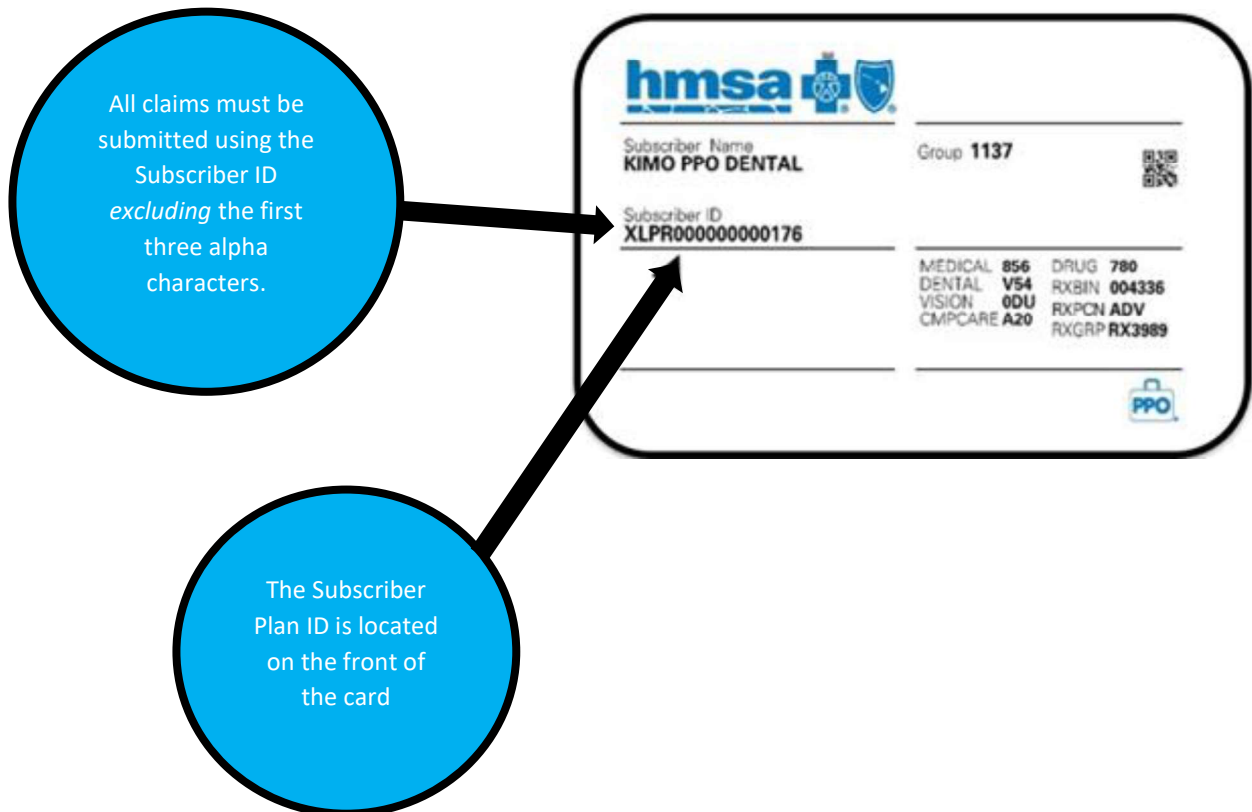 All claims must be
submitted using the
Subscriber ID
excluding the first
three alpha
characters.
hmsa
Subscriber Name
KIMO PPO DENTAL
Group 1137
Subscriber ID
XLPR000000000176
MEDICAL 856
DENTAL V54
VISION 0DU
CMPCARE A20
DRUG 780
RXBIN 004336
RXPCN ADV
RXGRP RX3989
PPO
The Subscriber
Plan ID is located
on the front of
the card